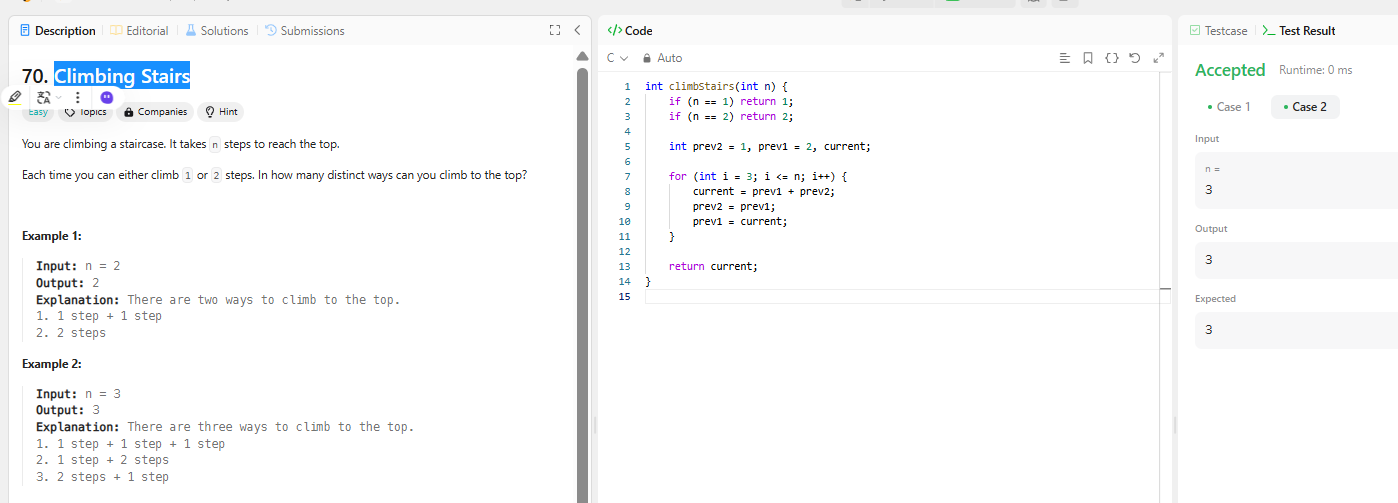 Description
Editorial
Solutions
Submissions
70. Climbing Stairs
Easy
Topics
Companies
Hint
You are climbing a staircase. It takes n steps to reach the top.
Each time you can either climb 1 or 2 steps. In how many distinct ways can you climb to the top?
Example 1:
Input: n = 2
Output: 2
Explanation: There are two ways to climb to the top.
1. 1 step + 1 step
2. 2 steps
Example 2:
Input: n = 3
Output: 3
Explanation: There are three ways to climb to the top.
1. 1 step + 1 step + 1 step
2. 1 step + 2 steps
3. 2 steps + 1 step
</> Code
C
Auto
1 int climbStairs(int n) {
2     if (n == 1) return 1;
3     if (n == 2) return 2;
4
5     int prev2 = 1, prev1 = 2, current;
6
7     for (int i = 3; i <= n; i++) {
8         current = prev1 + prev2;
9         prev2 = prev1;
10         prev1 = current;
11     }
12
13     return current;
14 }
15
Testcase
>_ Test Result
Accepted Runtime: 0 ms
• Case 1
• Case 2
Input
n =
3
Output
3
Expected
3